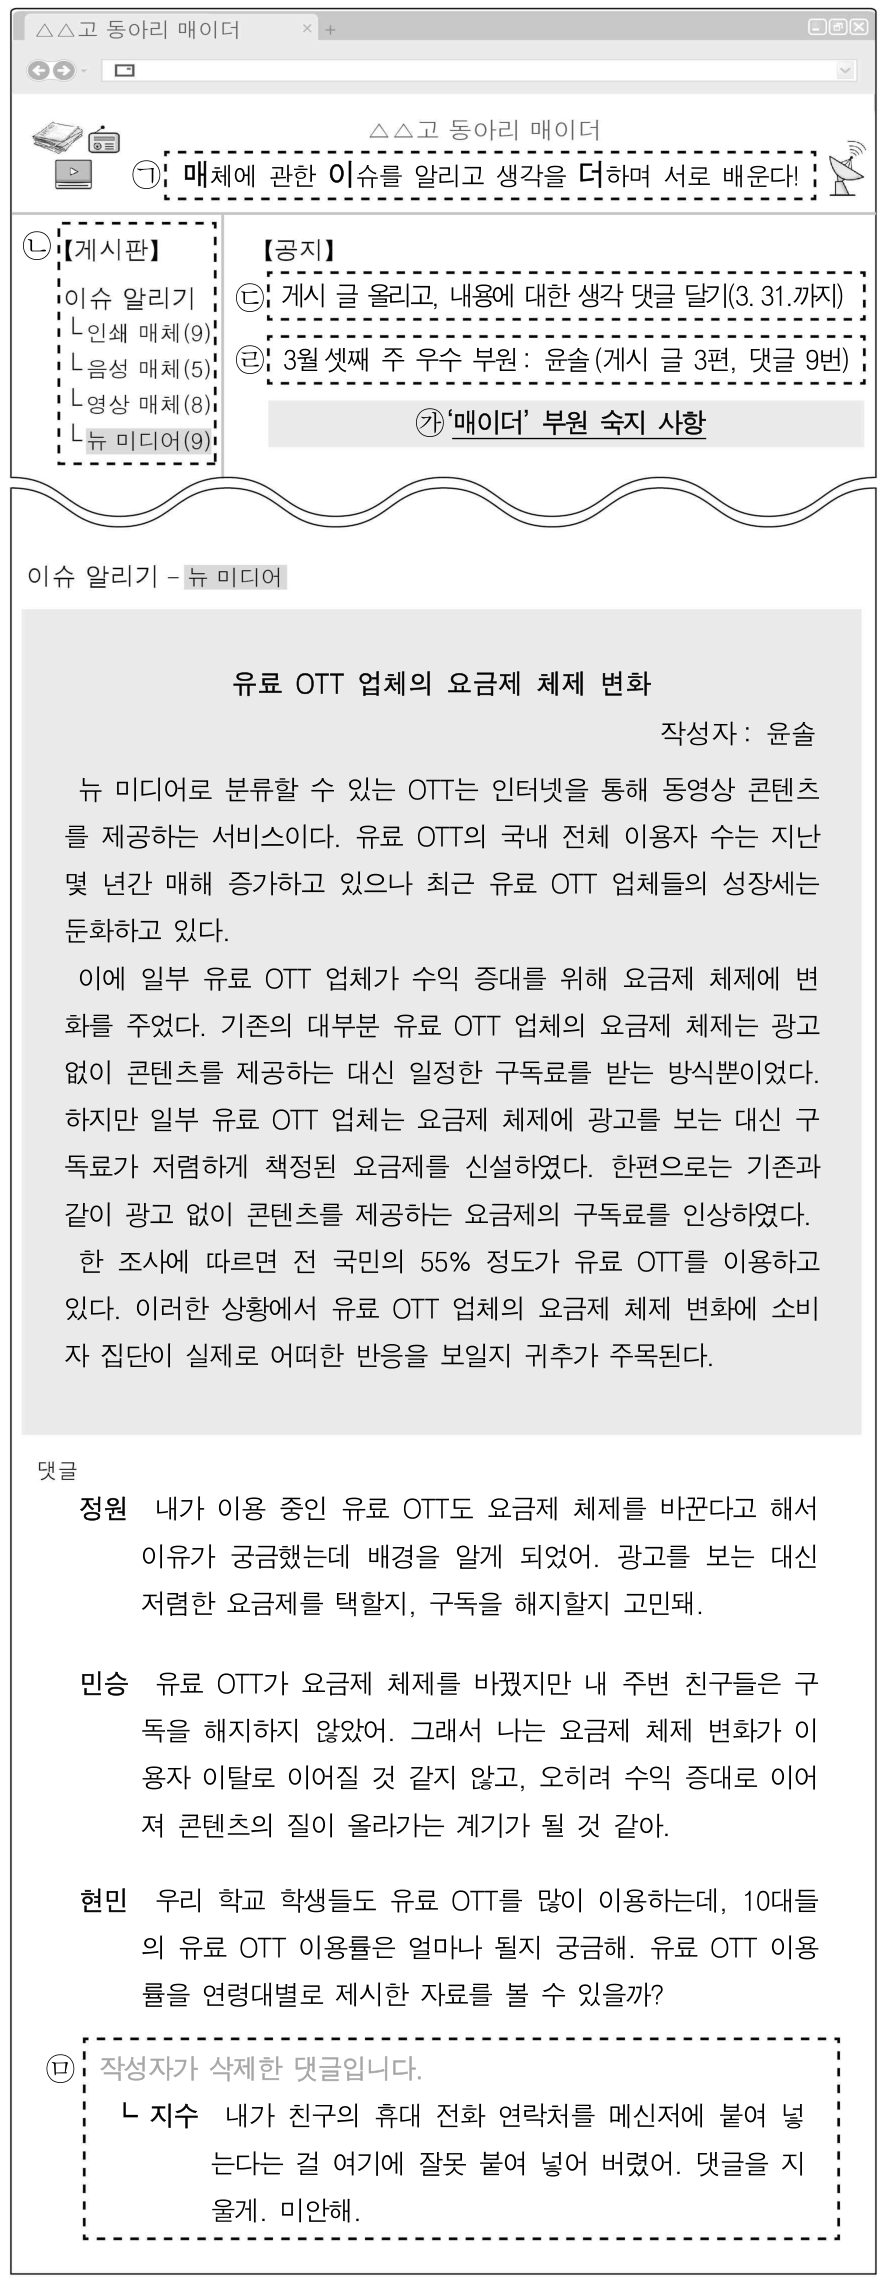 △△고 동아리 매이더 × +
△△고 동아리 매이더
㉠ 매체에 관한 이슈를 알리고 생각을 더하며 서로 배운다!
㉡ 【게시판】
이슈 알리기
└인쇄 매체(9)
└음성 매체(5)
└영상 매체(8)
└뉴 미디어(9)
【공지】
㉢ 게시 글 올리고, 내용에 대한 생각 댓글 달기(3. 31.까지)
㉣ 3월 셋째 주 우수 부원 : 윤솔(게시 글 3편, 댓글 9번)
㉮ ‘매이더’ 부원 숙지 사항
이슈 알리기 – 뉴 미디어
유료 OTT 업체의 요금제 체제 변화
작성자 : 윤솔
뉴 미디어로 분류할 수 있는 OTT는 인터넷을 통해 동영상 콘텐츠
를 제공하는 서비스이다. 유료 OTT의 국내 전체 이용자 수는 지난
몇 년간 매해 증가하고 있으나 최근 유료 OTT 업체들의 성장세는
둔화하고 있다.
이에 일부 유료 OTT 업체가 수익 증대를 위해 요금제 체제에 변
화를 주었다. 기존의 대부분 유료 OTT 업체의 요금제 체제는 광고
없이 콘텐츠를 제공하는 대신 일정한 구독료를 받는 방식뿐이었다.
하지만 일부 유료 OTT 업체는 요금제 체제에 광고를 보는 대신 구
독료가 저렴하게 책정된 요금제를 신설하였다. 한편으로는 기존과
같이 광고 없이 콘텐츠를 제공하는 요금제의 구독료를 인상하였다.
한 조사에 따르면 전 국민의 55% 정도가 유료 OTT를 이용하고
있다. 이러한 상황에서 유료 OTT 업체의 요금제 체제 변화에 소비
자 집단이 실제로 어떠한 반응을 보일지 귀추가 주목된다.
댓글
정원 내가 이용 중인 유료 OTT도 요금제 체제를 바꾼다고 해서
이유가 궁금했는데 배경을 알게 되었어. 광고를 보는 대신
저렴한 요금제를 택할지, 구독을 해지할지 고민돼.
민승 유료 OTT가 요금제 체제를 바꿨지만 내 주변 친구들은 구
독을 해지하지 않았어. 그래서 나는 요금제 체제 변화가 이
용자 이탈로 이어질 것 같지 않고, 오히려 수익 증대로 이어
져 콘텐츠의 질이 올라가는 계기가 될 것 같아.
현민 우리 학교 학생들도 유료 OTT를 많이 이용하는데, 10대들
의 유료 OTT 이용률은 얼마나 될지 궁금해. 유료 OTT 이용
률을 연령대별로 제시한 자료를 볼 수 있을까?
㉤ 작성자가 삭제한 댓글입니다.
└ 지수 내가 친구의 휴대 전화 연락처를 메신저에 붙여 넣
는다는 걸 여기에 잘못 붙여 넣어 버렸어. 댓글을 지
울게. 미안해.